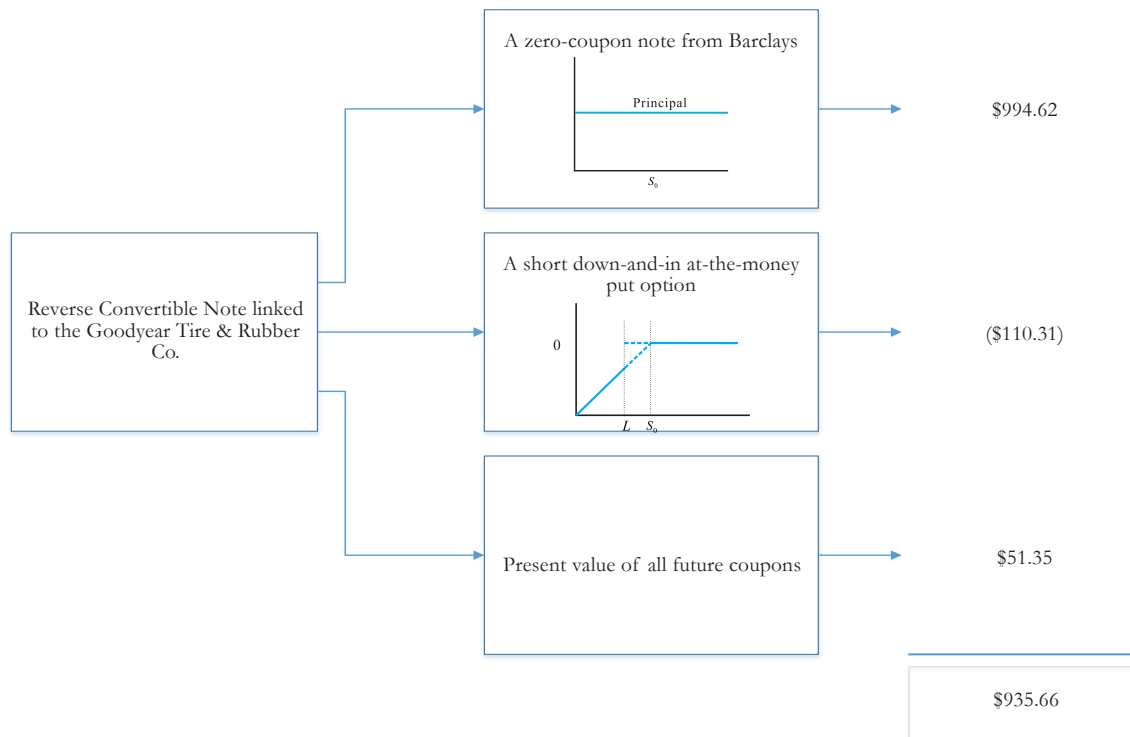 A zero-coupon note from Barclays
Principal
S₀
$994.62
Reverse Convertible Note linked
to the Goodyear Tire & Rubber
Co.
A short down-and-in at-the-money
put option
0
L S₀
($110.31)
Present value of all future coupons
$51.35
$935.66